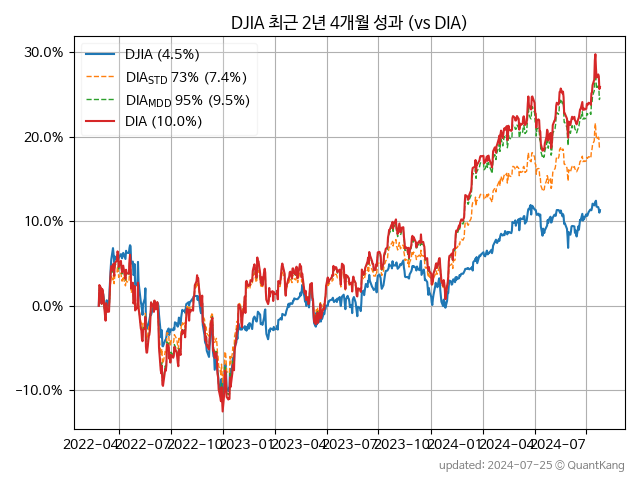 DJIA 최근 2년 4개월 성과 (vs DIA)
30.0%
20.0%
10.0%
0.0%
−10.0%
DJIA (4.5%)
DIASTD 73% (7.4%)
DIAMDD 95% (9.5%)
DIA (10.0%)
2022-04 2022-07 2022-10 2023-01 2023-04 2023-07 2023-10 2024-01 2024-04 2024-07
updated: 2024-07-25 © QuantKang